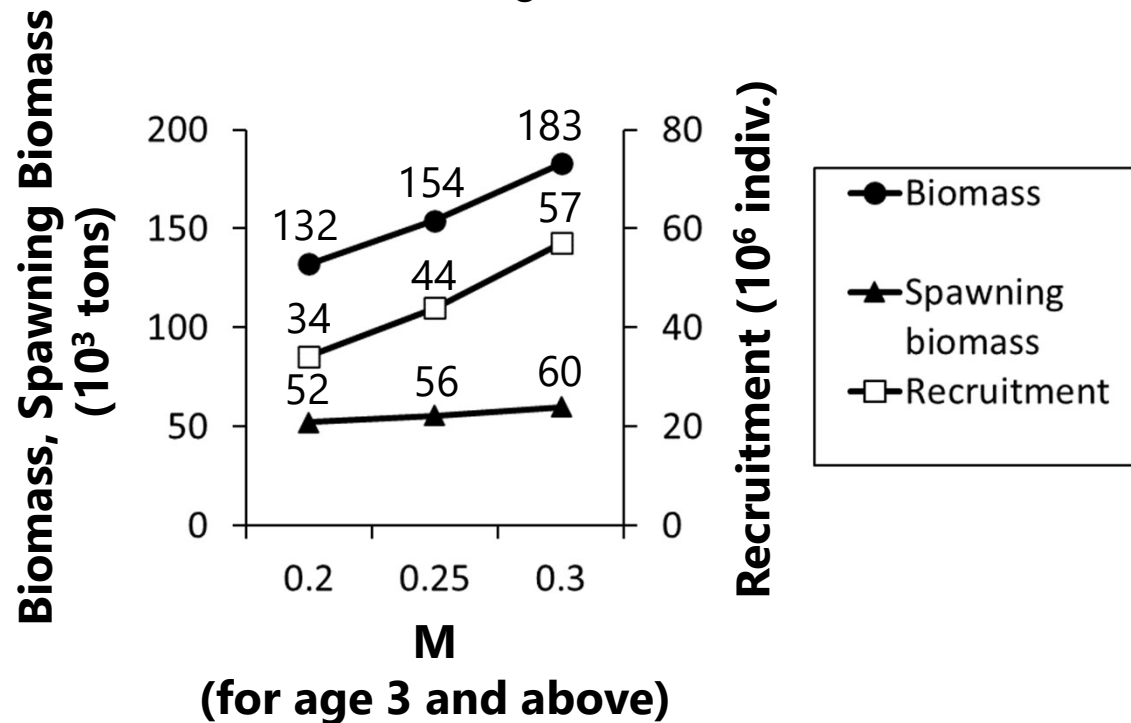 Biomass, Spawning Biomass
(10³ tons)
200
150
100
50
0
132
154
183
34
44
57
52
56
60
80
60
40
20
0
Recruitment (10⁶ indiv.)
0.2
0.25
0.3
M
(for age 3 and above)
Biomass
Spawning
biomass
Recruitment